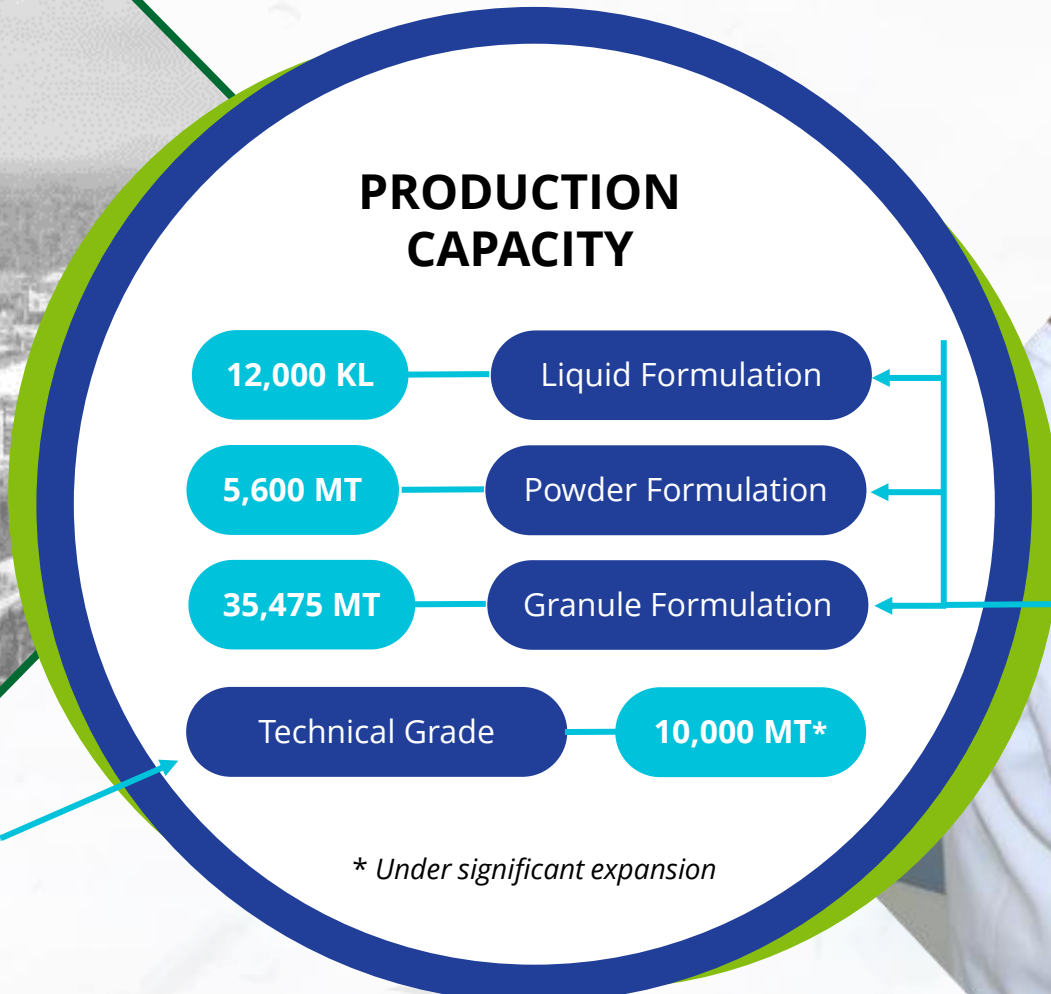 PRODUCTION
CAPACITY
12,000 KL
Liquid Formulation
5,600 MT
Powder Formulation
35,475 MT
Granule Formulation
Technical Grade
10,000 MT*
* Under significant expansion